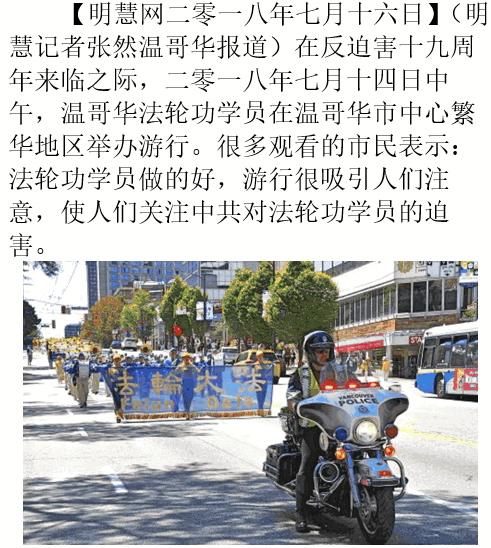 【明慧网二零一八年七月十六日】(明
慧记者张然温哥华报道)在反迫害十九周
年来临之际，二零一八年七月十四日中
午，温哥华法轮功学员在温哥华市中心繁
华地区举办游行。很多观看的市民表示：
法轮功学员做的好，游行很吸引人们注
意，使人们关注中共对法轮功学员的迫
害。
法輪大法
Falun Dafa
VANCOUVER
POLICE